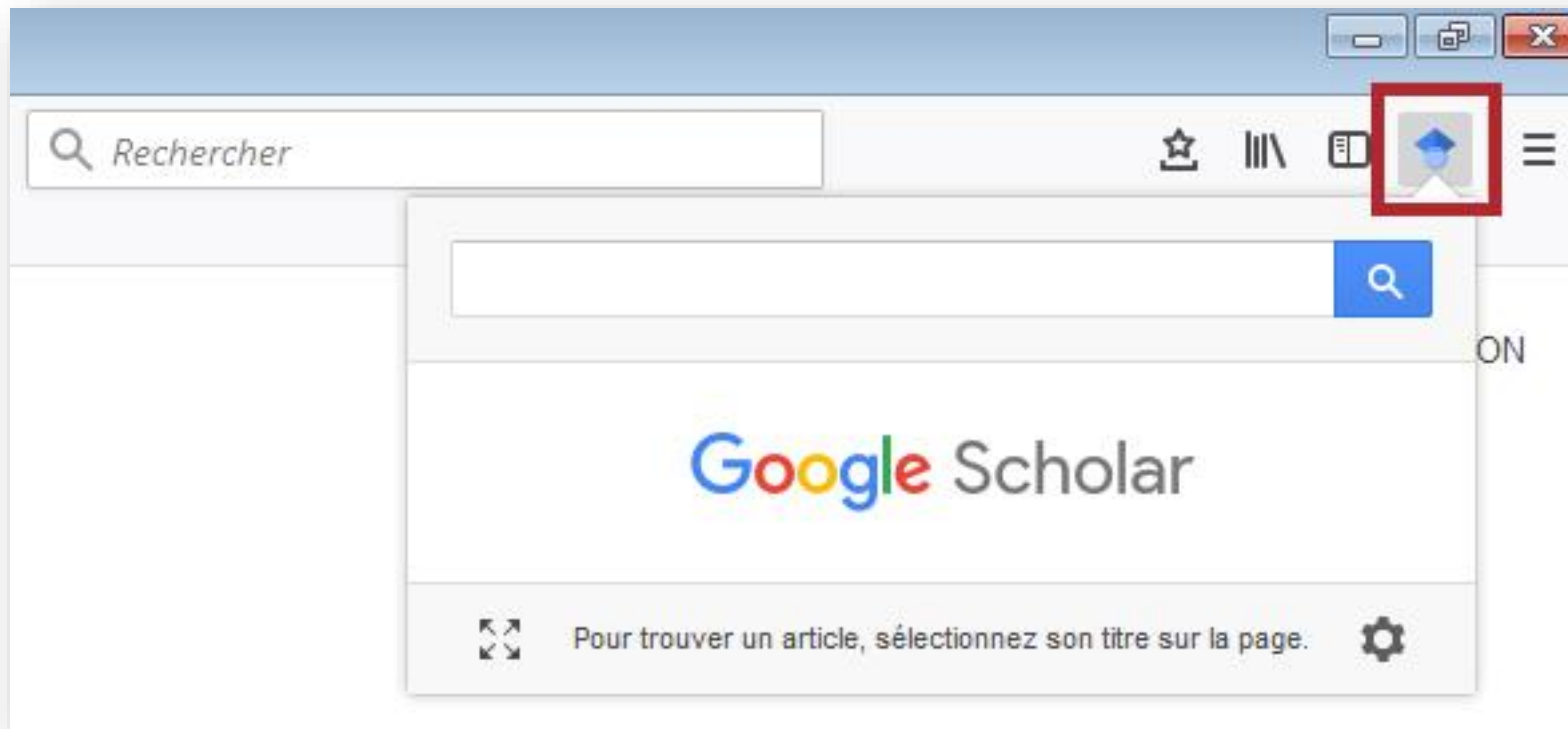 Rechercher
ON
Google Scholar
Pour trouver un article, sélectionnez son titre sur la page.